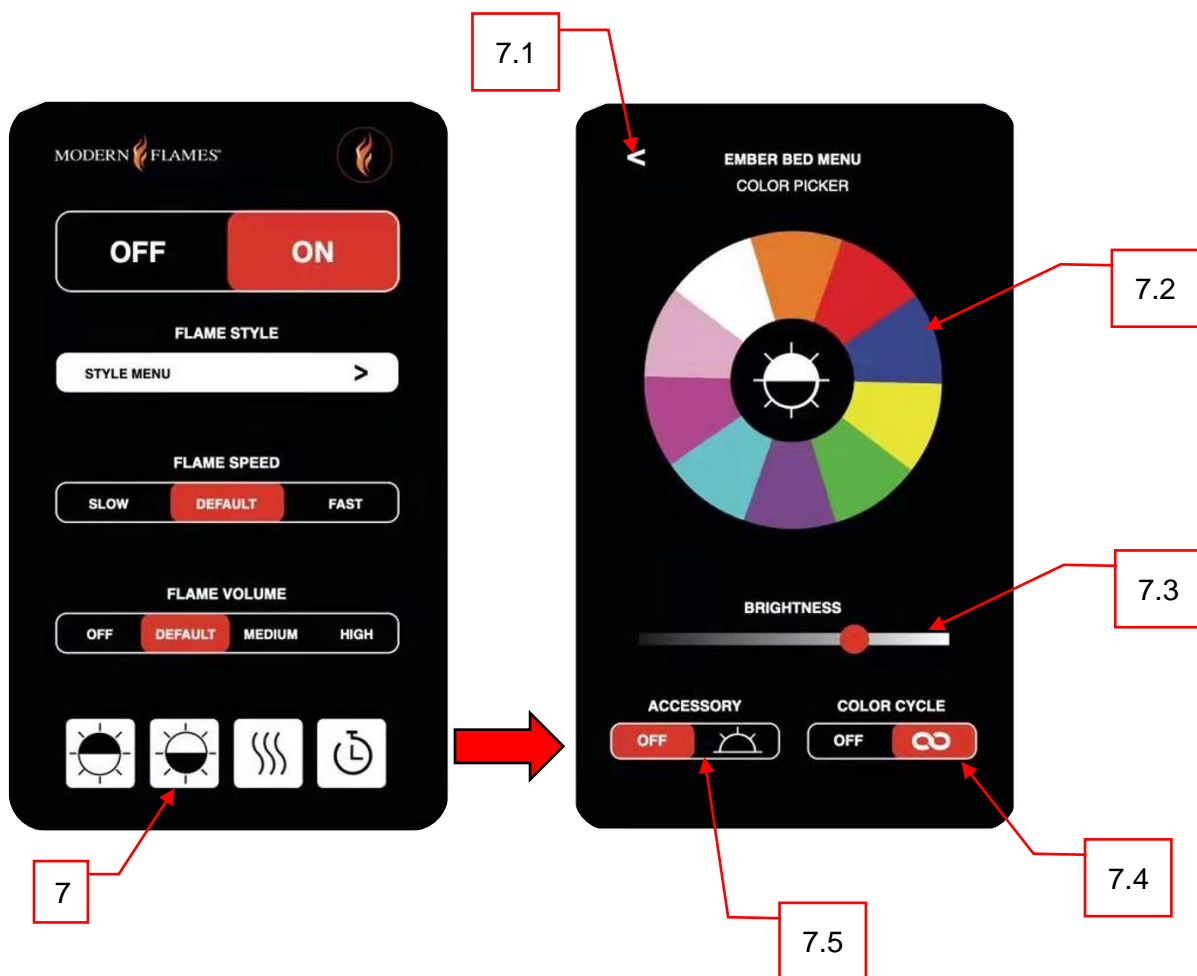 7.1
MODERN FLAMES®
OFF ON
FLAME STYLE
STYLE MENU >
FLAME SPEED
SLOW DEFAULT FAST
FLAME VOLUME
OFF DEFAULT MEDIUM HIGH
7
<
EMBER BED MENU
COLOR PICKER
7.2
BRIGHTNESS
7.3
ACCESSORY COLOR CYCLE
OFF OFF
7.4
7.5